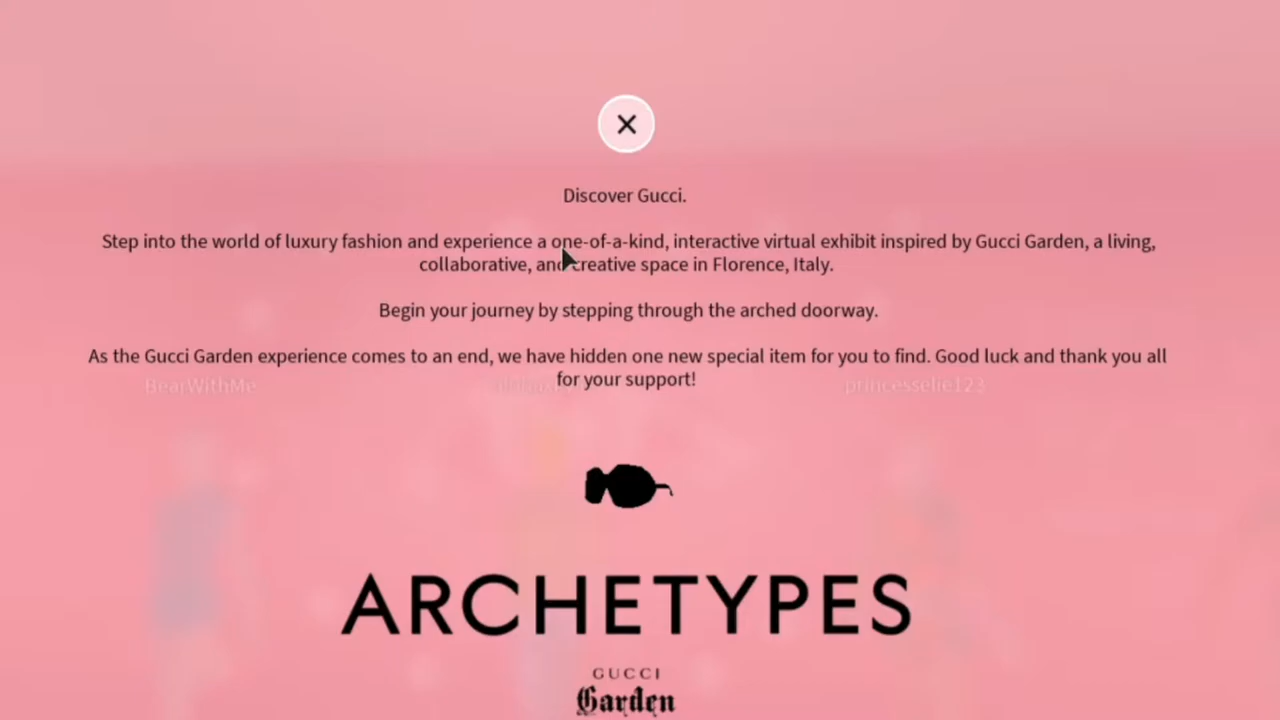 Discover Gucci.
Step into the world of luxury fashion and experience a one-of-a-kind, interactive virtual exhibit inspired by Gucci Garden, a living,
collaborative, and creative space in Florence, Italy.
Begin your journey by stepping through the arched doorway.
As the Gucci Garden experience comes to an end, we have hidden one new special item for you to find. Good luck and thank you all
for your support!
BearWithMe princesselie123
ARCHETYPES
GUCCI
Garden